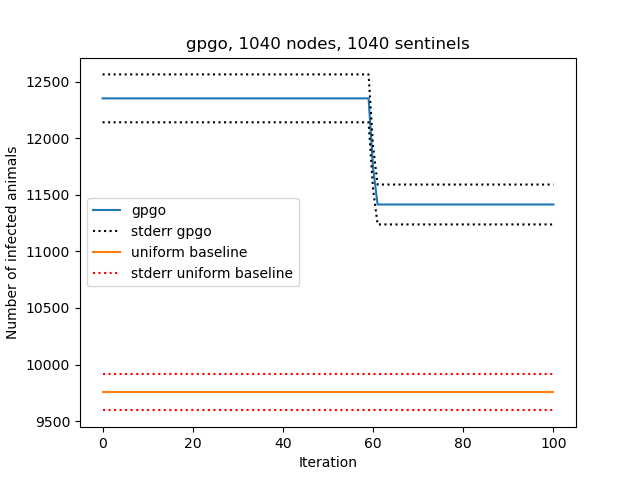 gpgo, 1040 nodes, 1040 sentinels
12500
12000
11500
11000
10500
10000
9500
Number of infected animals
gpgo
stderr gpgo
uniform baseline
stderr uniform baseline
0 20 40 60 80 100
Iteration